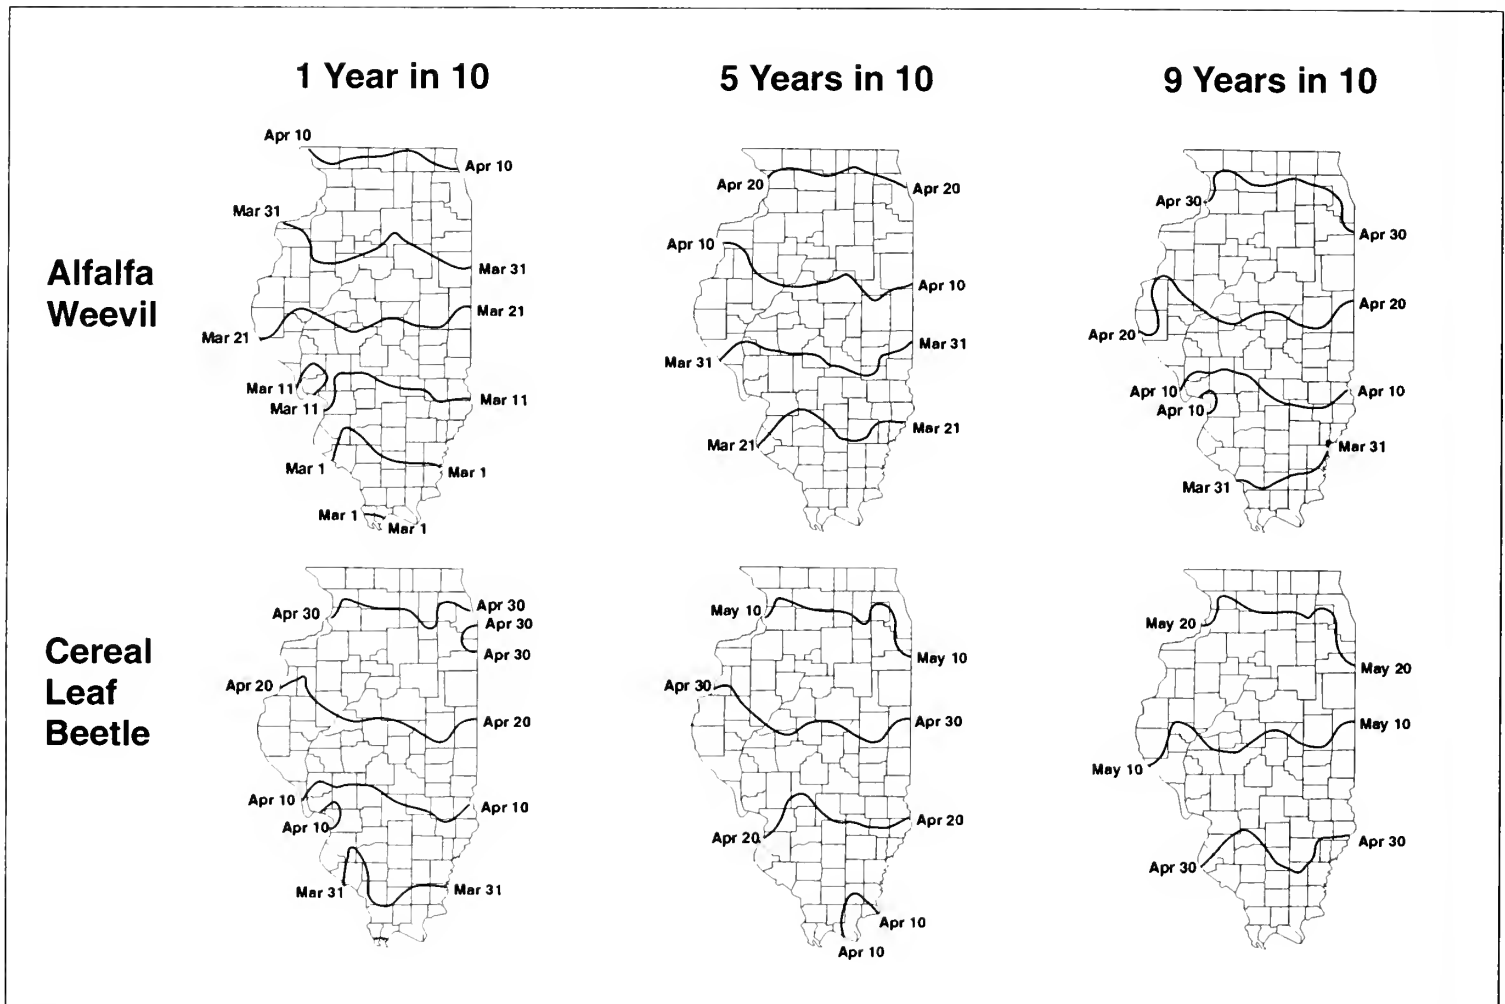 1 Year in 10
5 Years in 10
9 Years in 10
Alfalfa
Weevil
Apr 10
Apr 10
Mar 31
Mar 31
Mar 21
Mar 21
Mar 11
Mar 11
Mar 11
Mar 1
Mar 1
Mar 1
Mar 1
Apr 20
Apr 20
Apr 10
Apr 10
Mar 31
Mar 31
Mar 21
Mar 21
Apr 30
Apr 30
Apr 20
Apr 20
Apr 10
Apr 10
Apr 10
Mar 31
Mar 31
Cereal
Leaf
Beetle
Apr 30
Apr 30
Apr 30
Apr 30
Apr 20
Apr 20
Apr 10
Apr 10
Apr 10
Mar 31
Mar 31
May 10
May 10
Apr 30
Apr 30
Apr 20
Apr 20
Apr 10
Apr 10
May 20
May 20
May 10
May 10
Apr 30
Apr 30